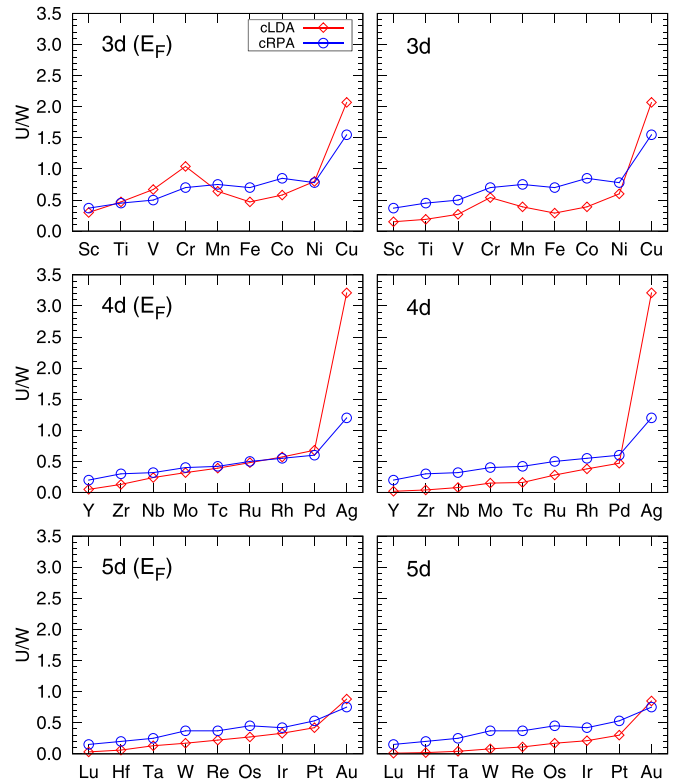 3d (E_F)
cLDA
cRPA
3d
U/W
3.5
3.0
2.5
2.0
1.5
1.0
0.5
0.0
Sc Ti V Cr Mn Fe Co Ni Cu
Sc Ti V Cr Mn Fe Co Ni Cu
4d (E_F)
4d
U/W
3.5
3.0
2.5
2.0
1.5
1.0
0.5
0.0
Y Zr Nb Mo Tc Ru Rh Pd Ag
Y Zr Nb Mo Tc Ru Rh Pd Ag
5d (E_F)
5d
U/W
3.5
3.0
2.5
2.0
1.5
1.0
0.5
0.0
Lu Hf Ta W Re Os Ir Pt Au
Lu Hf Ta W Re Os Ir Pt Au